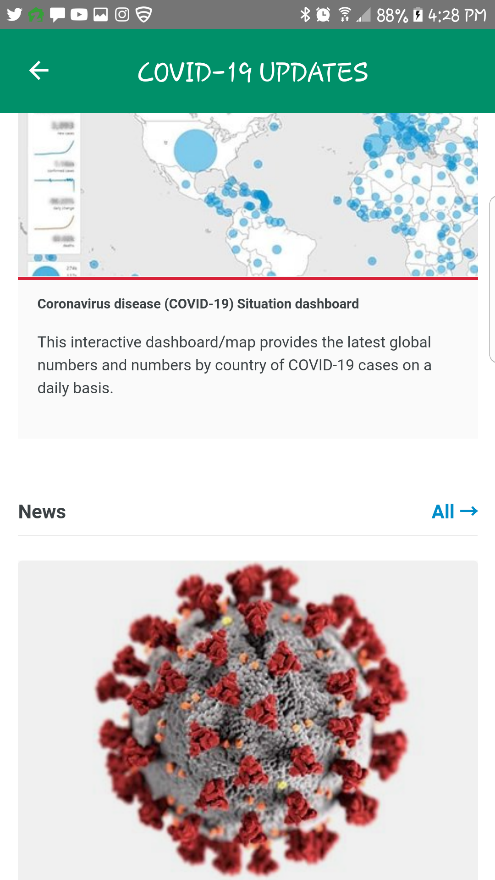 88% 4:28 PM
COVID-19 UPDATES
Coronavirus disease (COVID-19) Situation dashboard
This interactive dashboard/map provides the latest global
numbers and numbers by country of COVID-19 cases on a
daily basis.
News All →